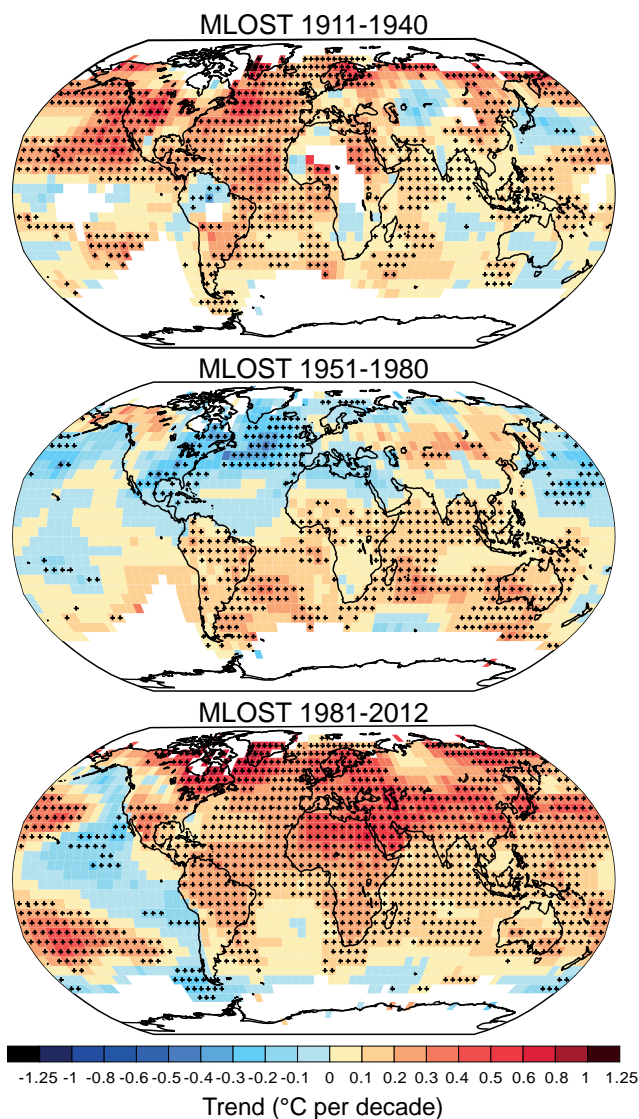 MLOST 1911-1940
MLOST 1951-1980
MLOST 1981-2012
-1.25 -1 -0.8 -0.6 -0.5 -0.4 -0.3 -0.2 -0.1 0 0.1 0.2 0.3 0.4 0.5 0.6 0.8 1 1.25
Trend (°C per decade)